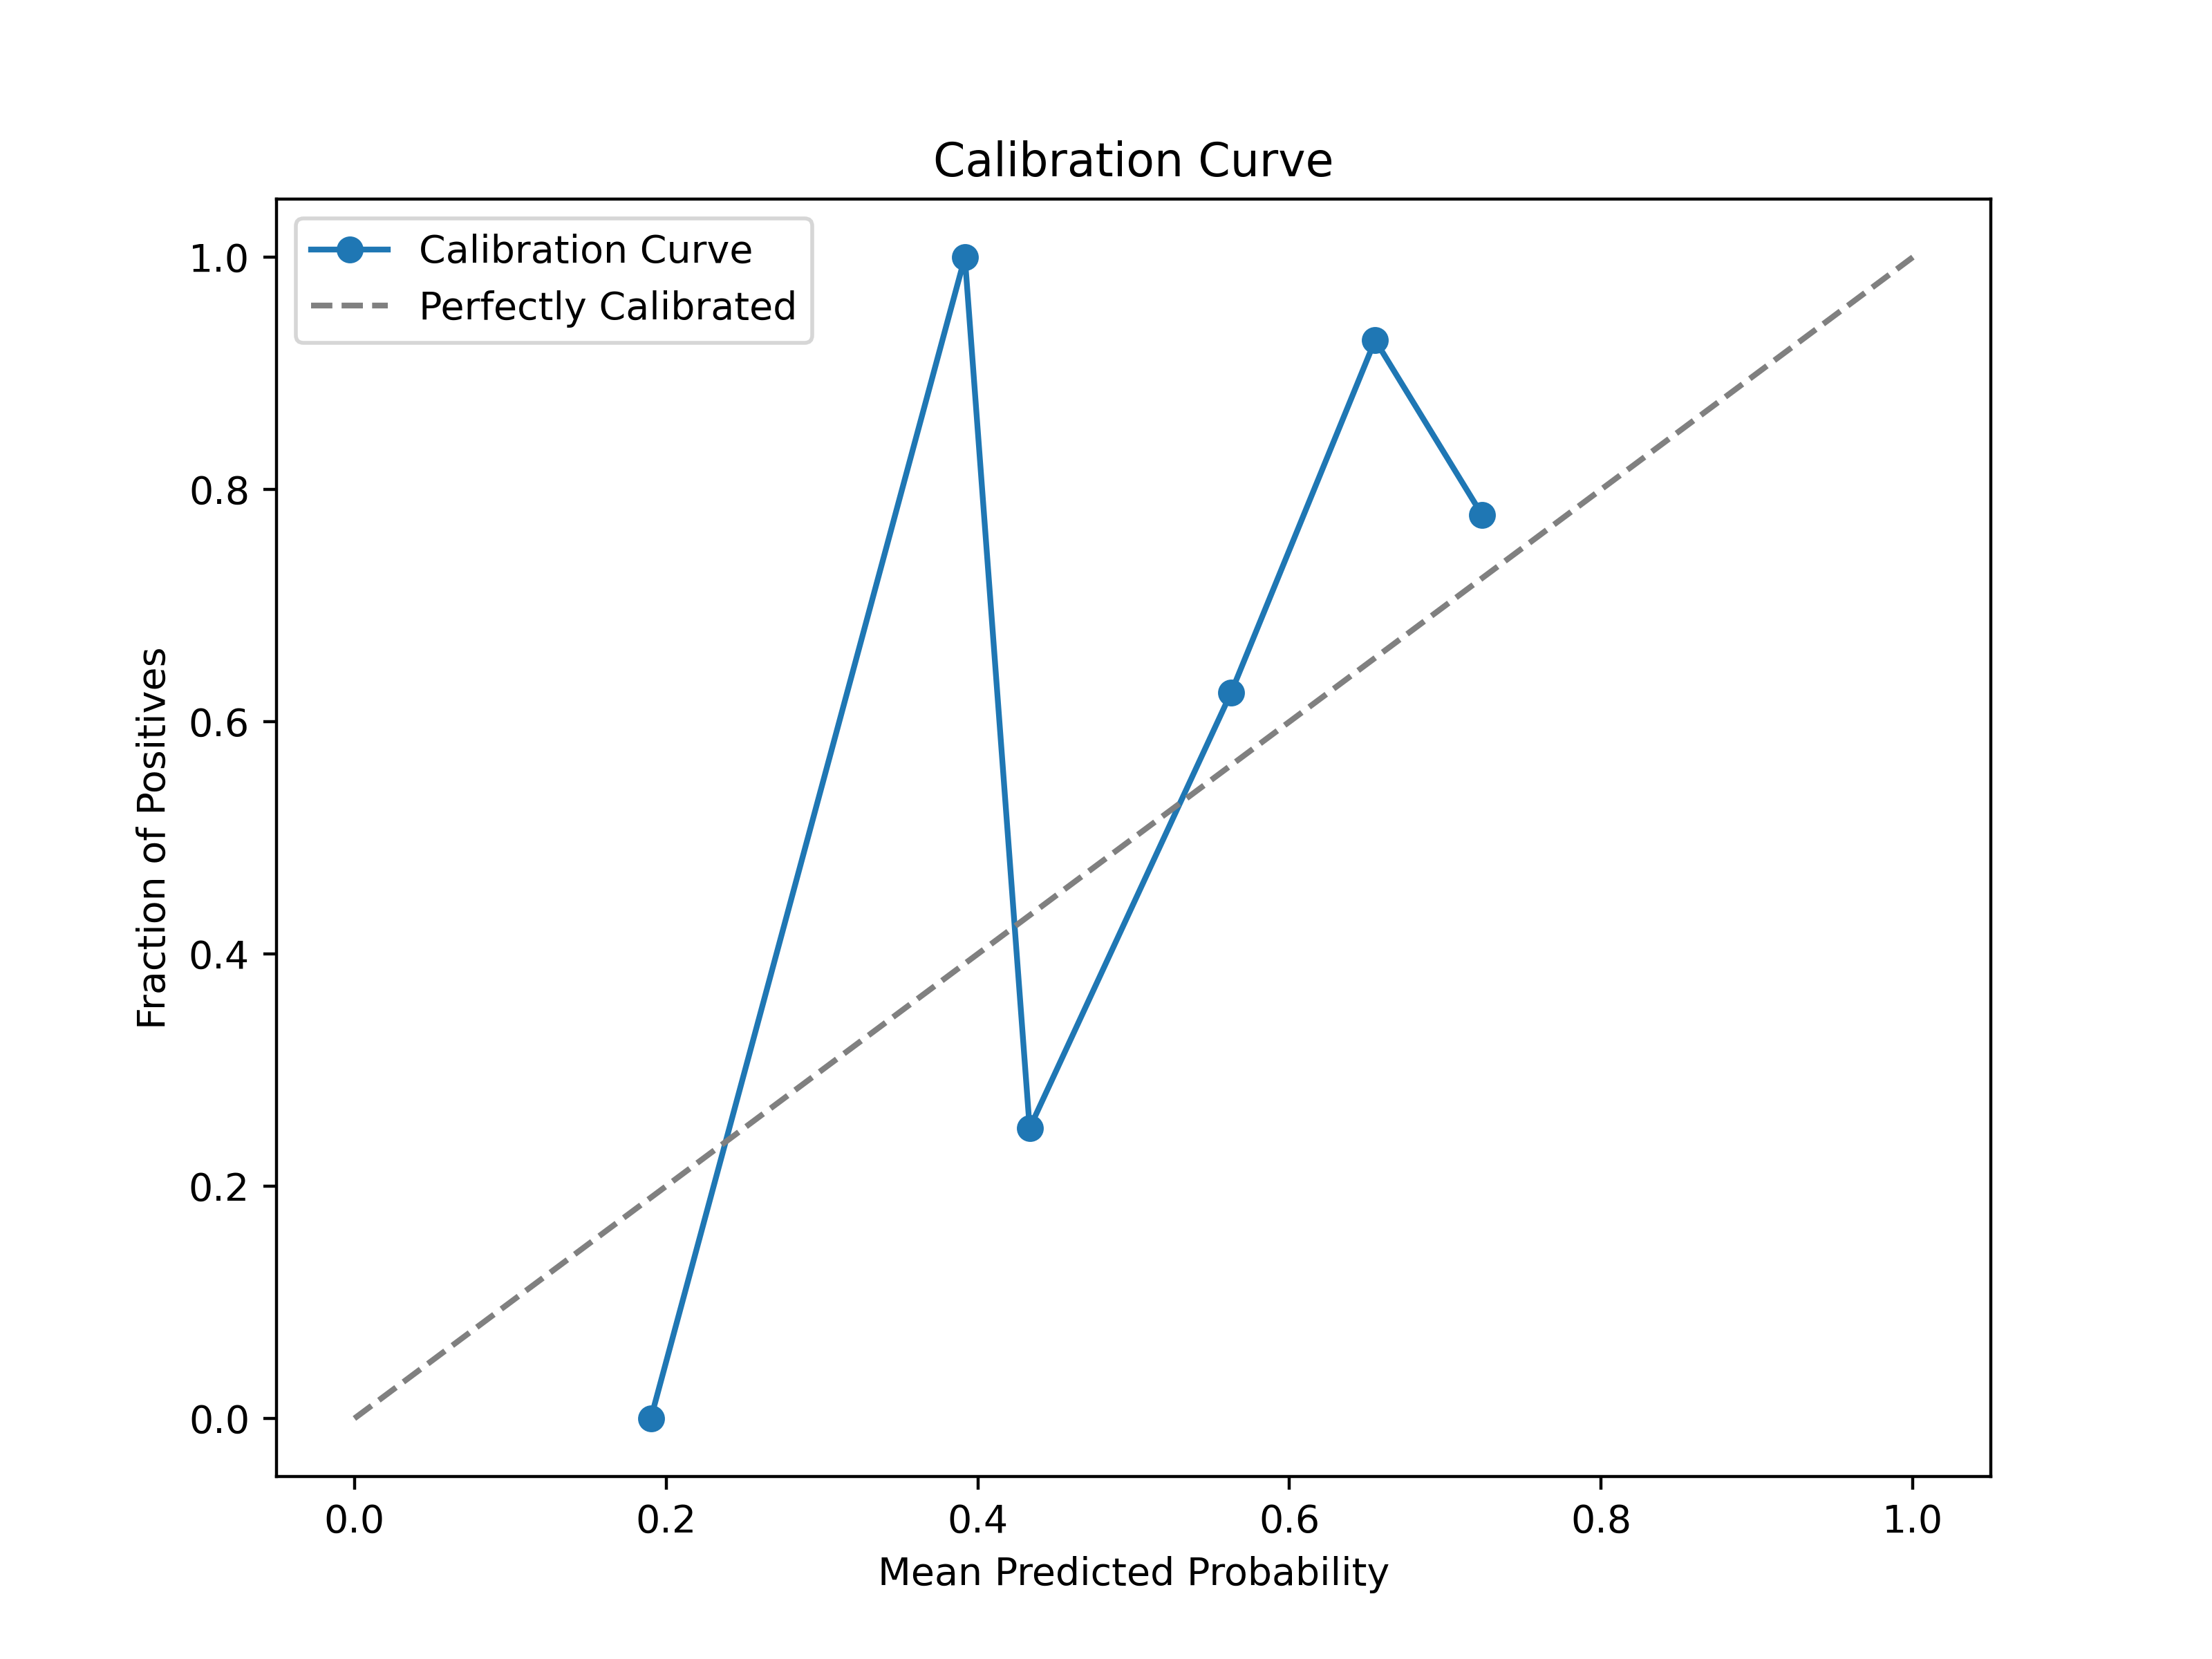 Calibration Curve
Calibration Curve
Perfectly Calibrated
1.0
0.8
0.6
0.4
0.2
0.0
Fraction of Positives
0.0 0.2 0.4 0.6 0.8 1.0
Mean Predicted Probability